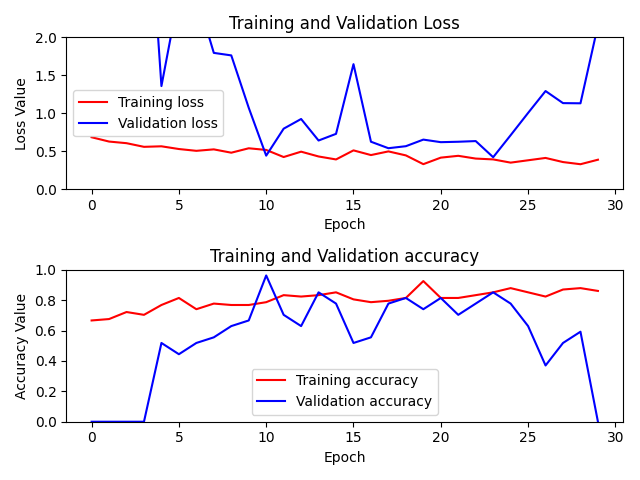 Training and Validation Loss
2.0
1.5
1.0
0.5
0.0
Loss Value
Training loss
Validation loss
0 5 10 15 20 25 30
Epoch
Training and Validation accuracy
1.0
0.8
0.6
0.4
0.2
0.0
Accuracy Value
Training accuracy
Validation accuracy
0 5 10 15 20 25 30
Epoch